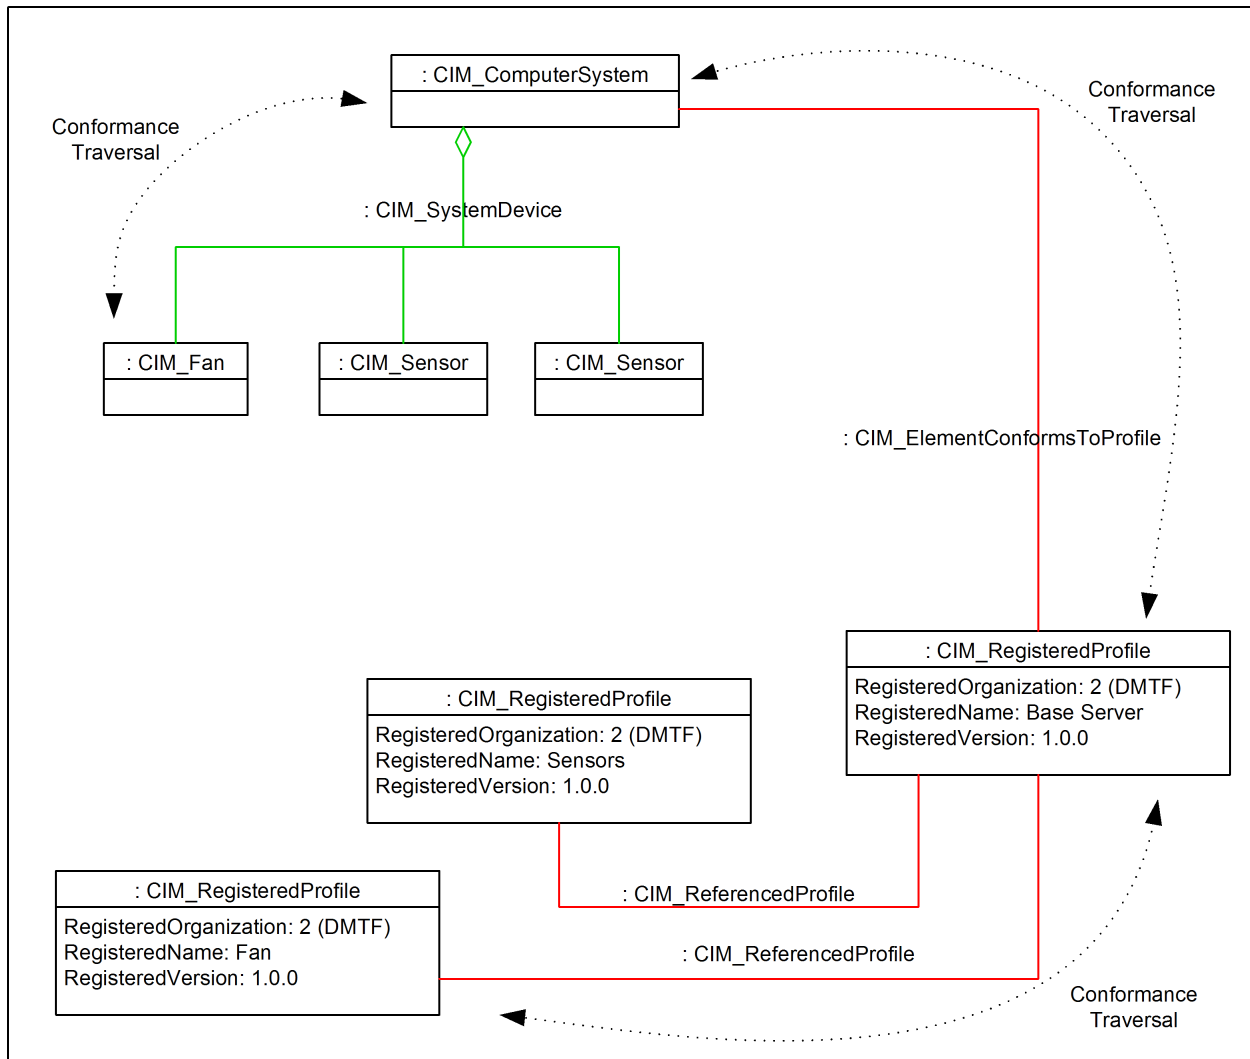 : CIM_ComputerSystem
Conformance
Traversal
Conformance
Traversal
: CIM_SystemDevice
: CIM_Fan
: CIM_Sensor
: CIM_Sensor
: CIM_ElementConformsToProfile
: CIM_RegisteredProfile
RegisteredOrganization: 2 (DMTF)
RegisteredName: Base Server
RegisteredVersion: 1.0.0
: CIM_RegisteredProfile
RegisteredOrganization: 2 (DMTF)
RegisteredName: Sensors
RegisteredVersion: 1.0.0
: CIM_ReferencedProfile
: CIM_RegisteredProfile
RegisteredOrganization: 2 (DMTF)
RegisteredName: Fan
RegisteredVersion: 1.0.0
: CIM_ReferencedProfile
Conformance
Traversal